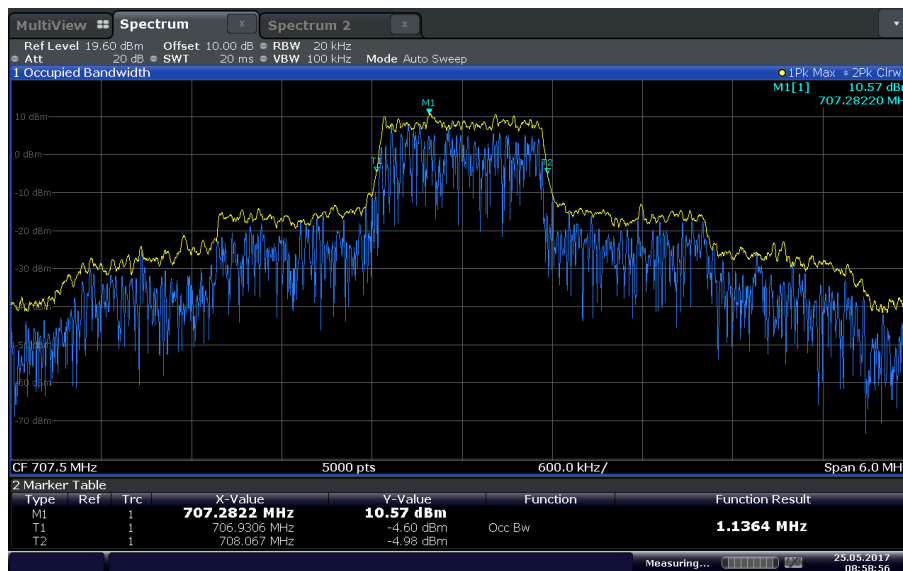 MultiView Spectrum x Spectrum 2 x
Ref Level 19.60 dBm Offset 10.00 dB RBW 20 kHz
Att 20 dB SWT 20 ms VBW 100 kHz Mode Auto Sweep
1 Occupied Bandwidth 1Pk Max 2Pk Clrw
M1[1] 10.57 dBm
707.28220 MH
M1
10 dBm
0 dBm
T1
T2
-10 dBm
-20 dBm
-30 dBm
-60 dBm
-70 dBm
CF 707.5 MHz 5000 pts 600.0 kHz/ Span 6.0 MH
2 Marker Table
Type Ref Trc X-Value Y-Value Function Function Result
M1 1 707.2822 MHz 10.57 dBm
T1 1 706.9306 MHz -4.60 dBm Occ Bw 1.1364 MHz
T2 1 708.067 MHz -4.98 dBm
Measuring... 25.05.2017
08:58:56